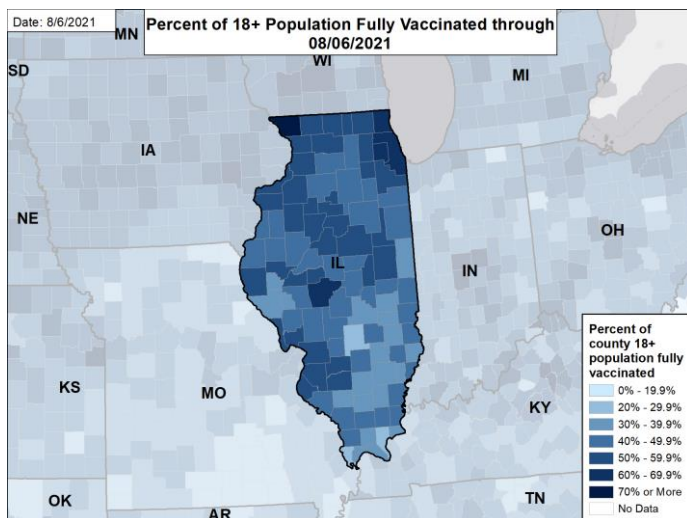 Date: 8/6/2021
Percent of 18+ Population Fully Vaccinated through
08/06/2021
MN
SD
WI
MI
IA
NE
IL
IN
OH
KS
MO
KY
OK
AR
TN
Percent of
county 18+
population fully
vaccinated
0% - 19.9%
20% - 29.9%
30% - 39.9%
40% - 49.9%
50% - 59.9%
60% - 69.9%
70% or More
No Data